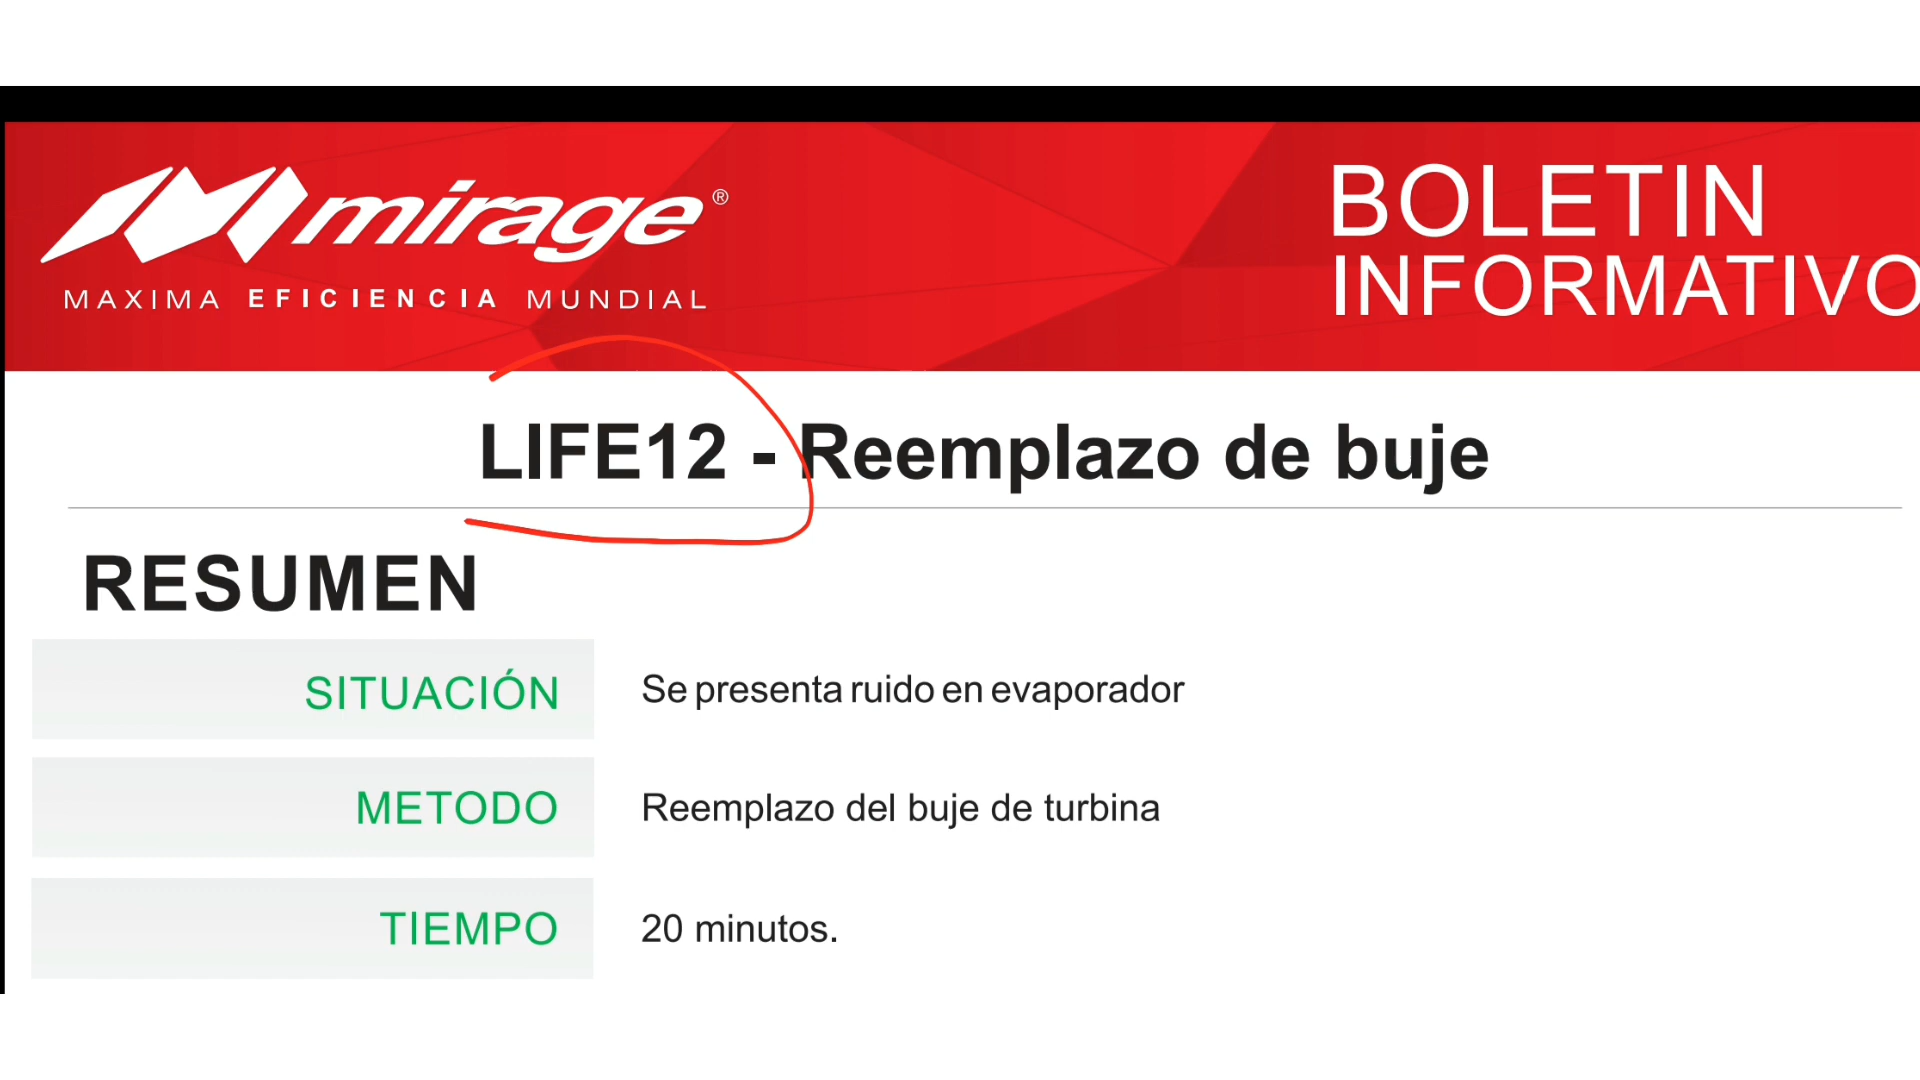 mirage®
MAXIMA EFICIENCIA MUNDIAL
BOLETIN
INFORMATIVO
LIFE12 - Reemplazo de buje
RESUMEN
SITUACIÓN Se presenta ruido en evaporador
METODO Reemplazo del buje de turbina
TIEMPO 20 minutos.